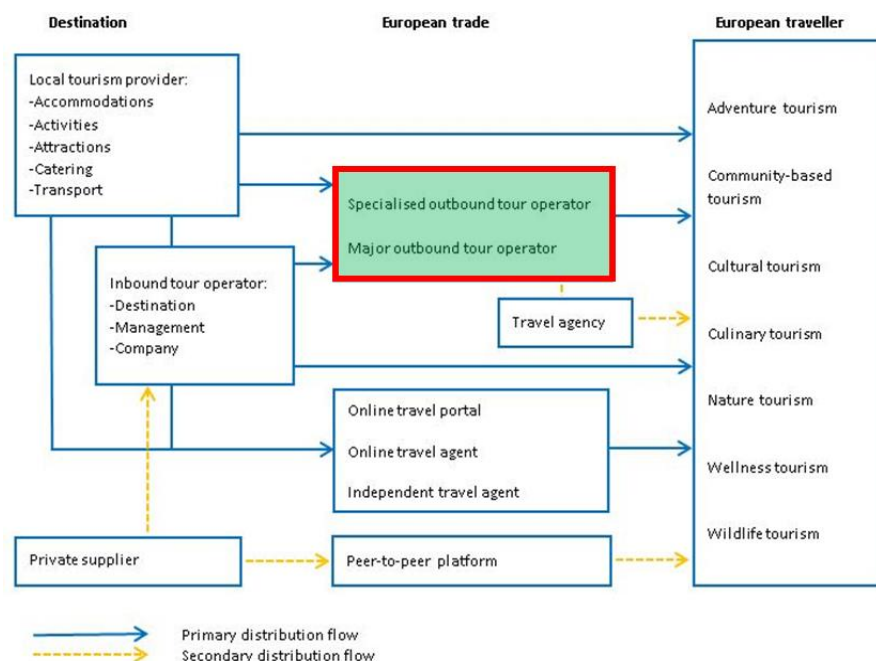 Destination
European trade
European traveller
Local tourism provider:
-Accommodations
-Activities
-Attractions
-Catering
-Transport
Inbound tour operator:
-Destination
-Management
-Company
Private supplier
Specialised outbound tour operator
Major outbound tour operator
Travel agency
Online travel portal
Online travel agent
Independent travel agent
Peer-to-peer platform
Adventure tourism
Community-based
tourism
Cultural tourism
Culinary tourism
Nature tourism
Wellness tourism
Wildlife tourism
Primary distribution flow
Secondary distribution flow